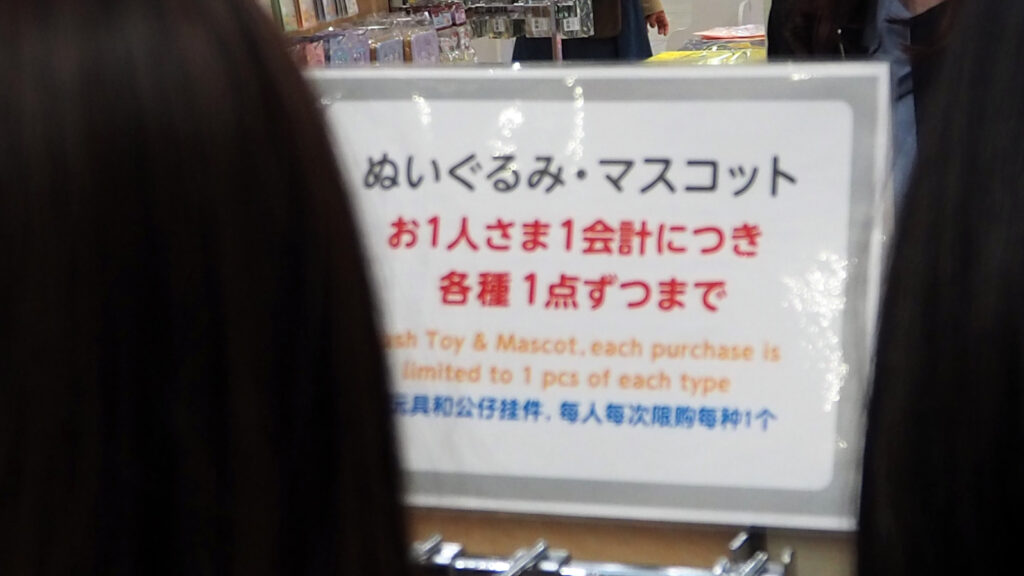 ぬいぐるみ・マスコット
お1人さま1会計につき
各種1点ずつまで
ush Toy & Mascot, each purchase is
limited to 1 pcs of each type
玩具和公仔挂件，每人每次限购每种1个